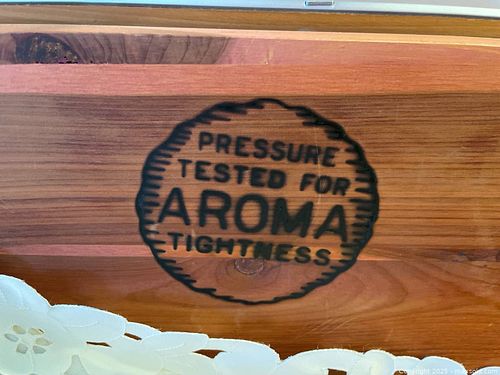 PRESSURE
TESTED FOR
AROMA
TIGHTNESS